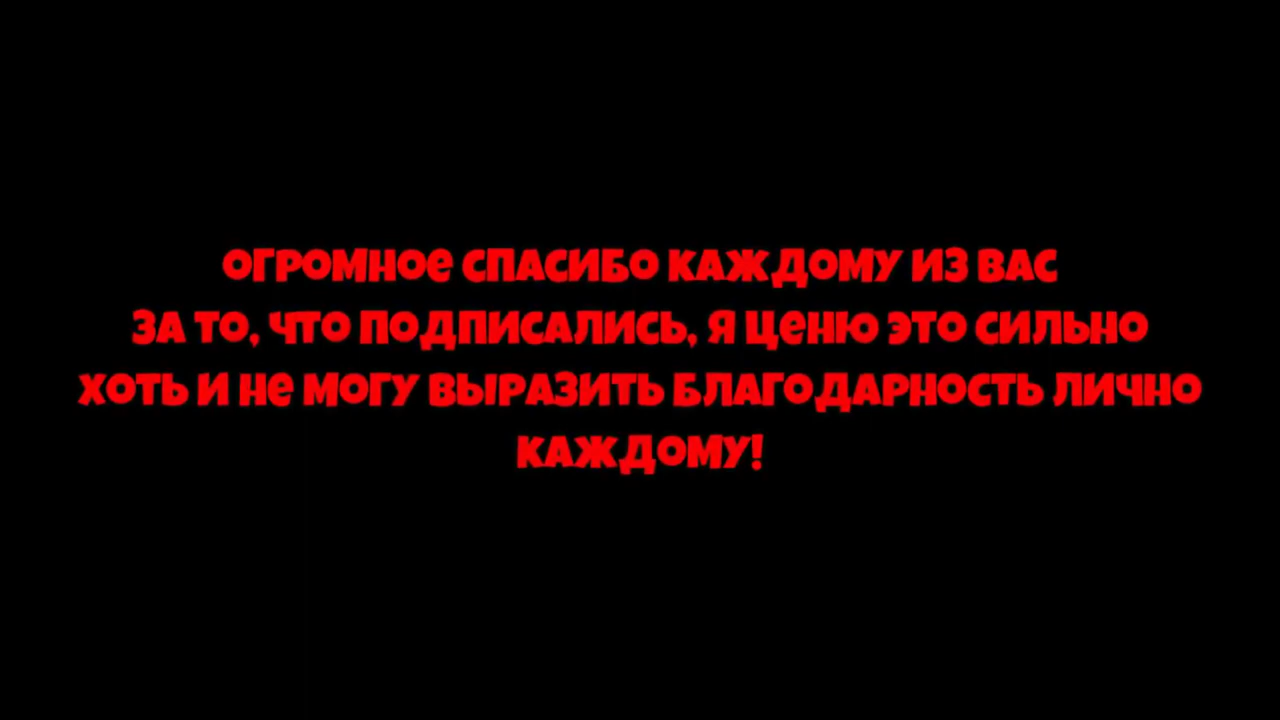 ОГРОМНОЕ СПАСИБО КАЖДОМУ ИЗ ВАС
ЗА ТО, ЧТО ПОДПИСАЛИСЬ, Я ЦЕНЮ ЭТО СИЛЬНО
ХОТЬ И НЕ МОГУ ВЫРАЗИТЬ БЛАГОДАРНОСТЬ ЛИЧНО
КАЖДОМУ!